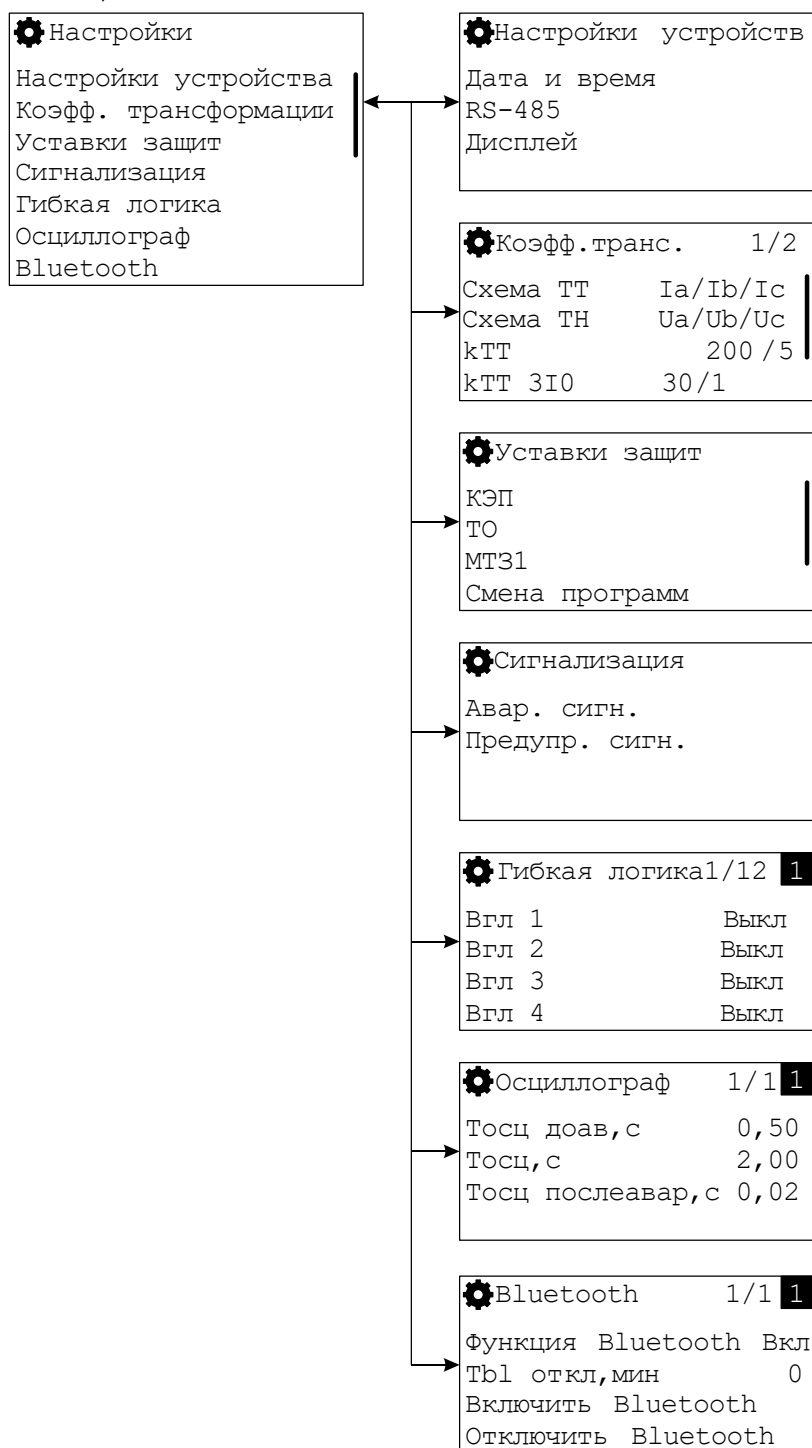 Настройки
Настройки устройства
Коэфф. трансформации
Уставки защит
Сигнализация
Гибкая логика
Осциллограф
Bluetooth
Настройки устройств
Дата и время
RS-485
Дисплей
Коэфф.транс. 1/2
Схема ТТ Ia/Ib/Ic
Схема ТН Ua/Ub/Uc
kТТ 200 /5
kТТ 3I0 30/1
Уставки защит
КЭП
ТО
МТЗ1
Смена программ
Сигнализация
Авар. сигн.
Предупр. сигн.
Гибкая логика1/12 1
Вгл 1 Выкл
Вгл 2 Выкл
Вгл 3 Выкл
Вгл 4 Выкл
Осциллограф 1/1 1
Тосц доав,с 0,50
Тосц,с 2,00
Тосц послеавар,с 0,02
Bluetooth 1/1 1
Функция Bluetooth Вкл
Tbl откл,мин 0
Включить Bluetooth
Отключить Bluetooth